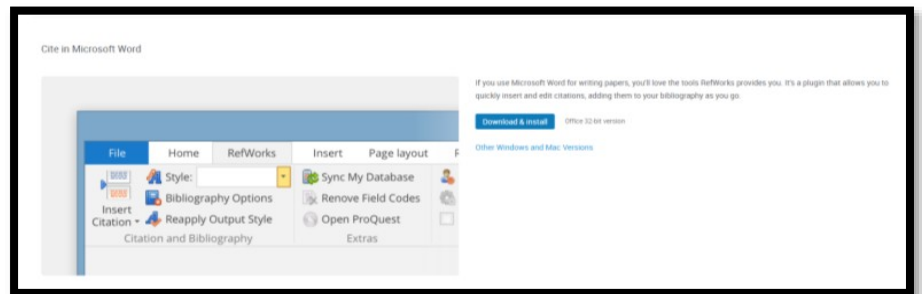 Cite in Microsoft Word
If you use Microsoft Word for writing papers, you'll love the tools RefWorks provides you. It's a plugin that allows you to
quickly insert and edit citations, adding them to your bibliography as you go.
Download & install Office 32-bit version
Other Windows and Mac Versions
File Home RefWorks Insert Page layout
Style: Sync My Database
Bibliography Options Renove Field Codes
Insert
Citation Reapply Output Style Open ProQuest
Citation and Bibliography Extras